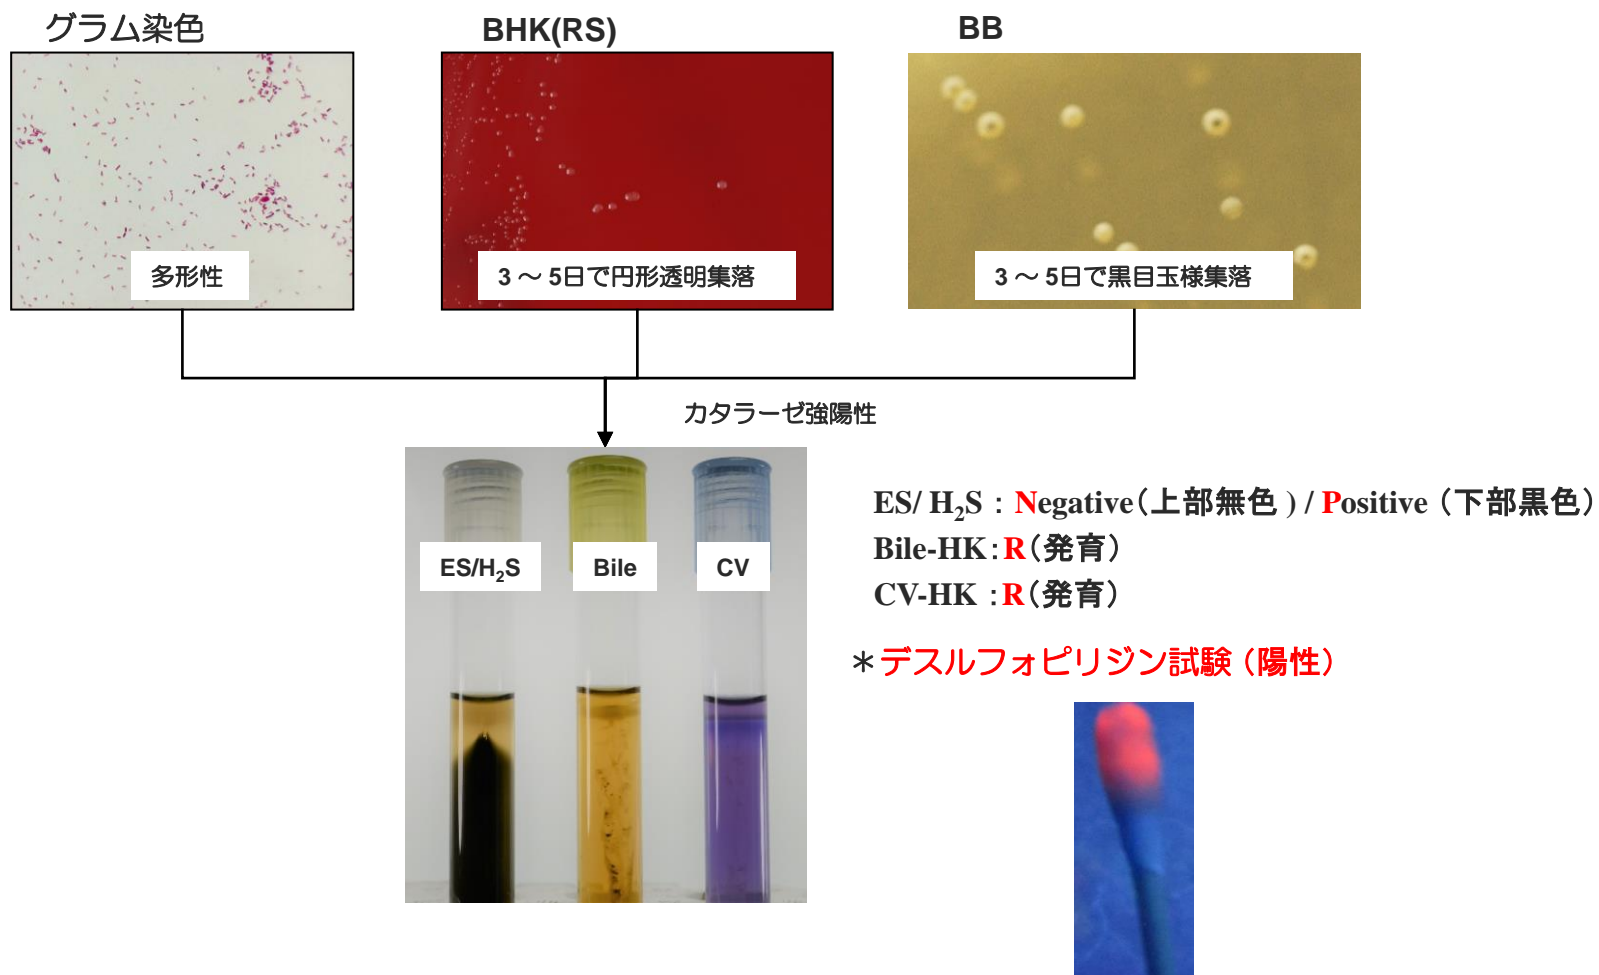 グラム染色
BHK(RS)
BB
多形性
3 ～ 5日で円形透明集落
3 ～ 5日で黒目玉様集落
カタラーゼ強陽性
ES/H2S
Bile
CV
ES/ H2S : Negative(上部無色 ) / Positive (下部黒色)
Bile-HK:R(発育)
CV-HK :R(発育)
＊デスルフォピリジン試験(陽性)